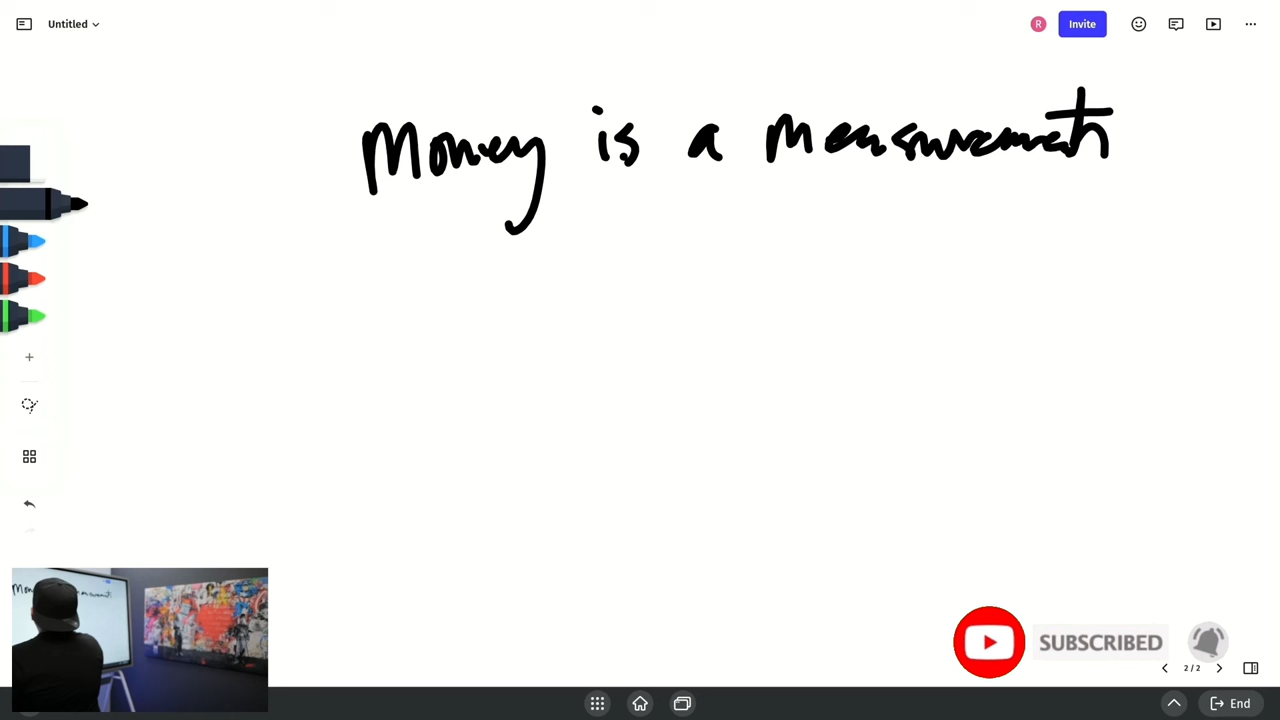 Untitled
R
Invite
Money is a Measurement
SUBSCRIBED
2/2
End